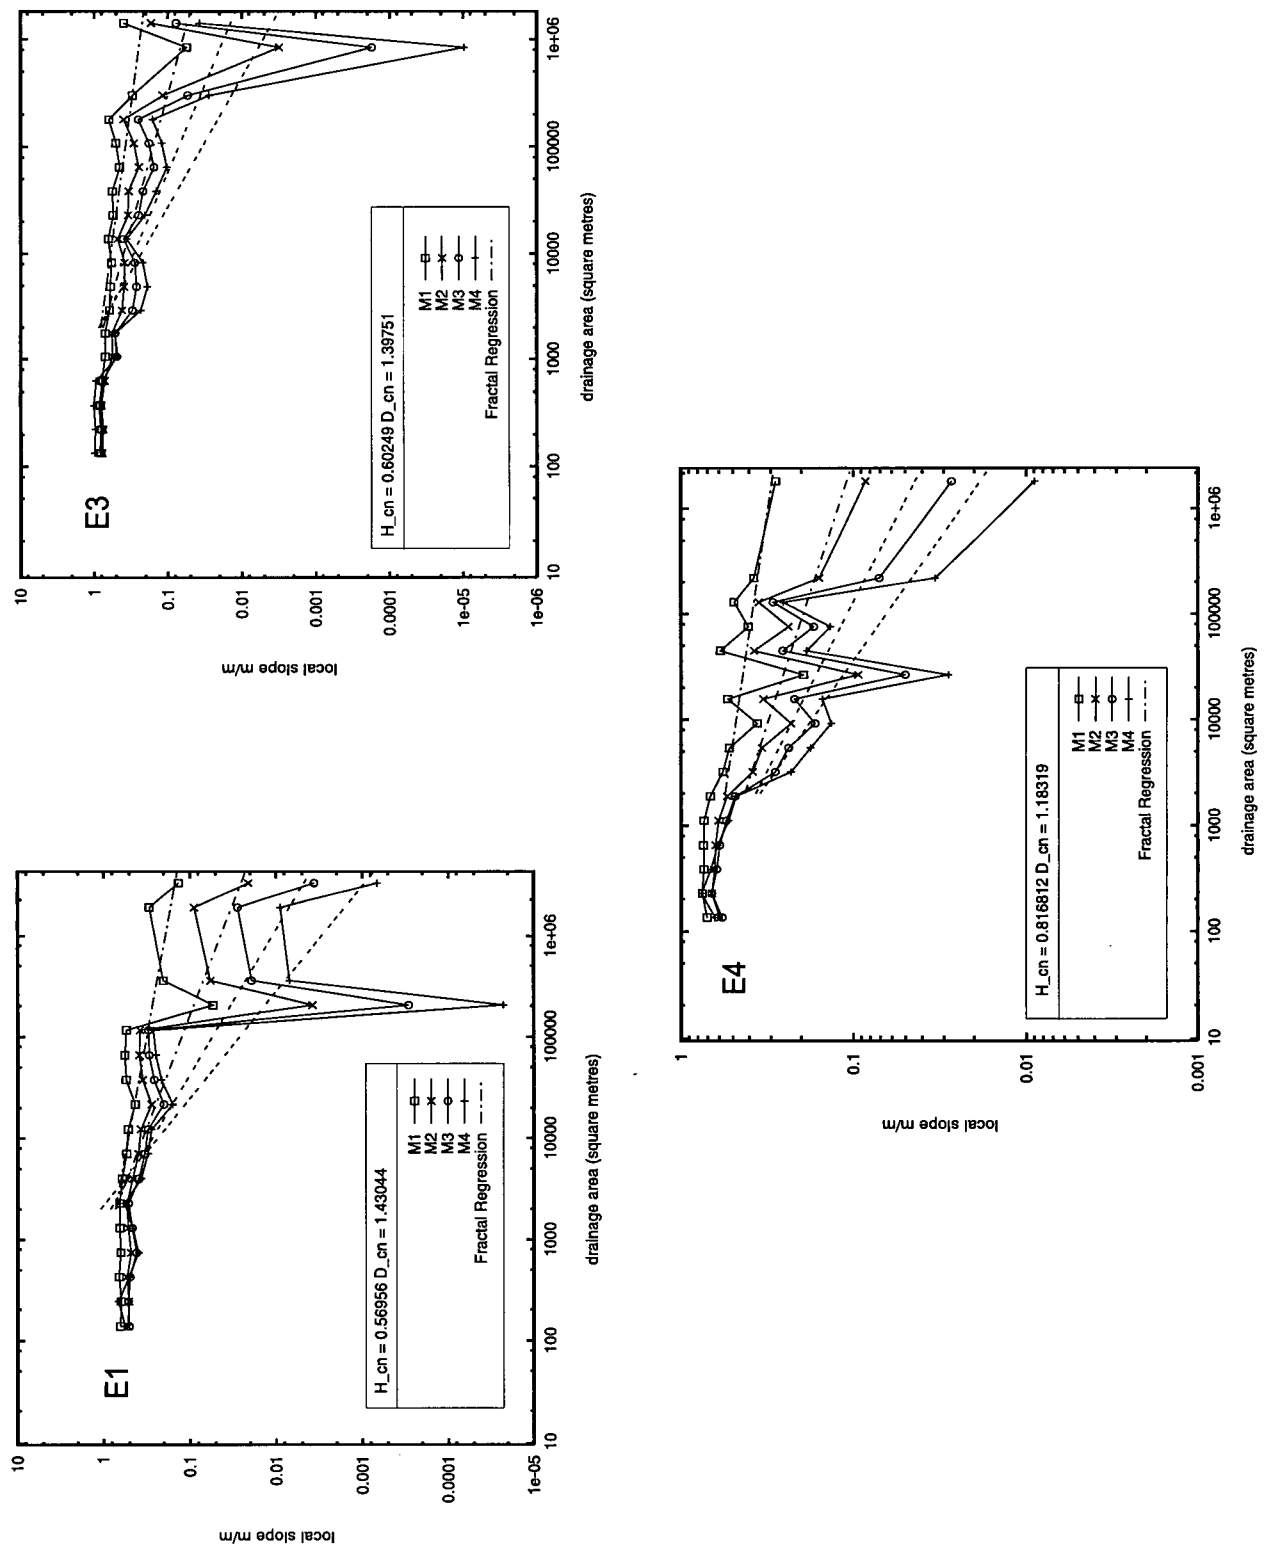 E1
local slope m/m
10
1
0.1
0.01
0.001
0.0001
1e-05
10
100
1000
10000
100000
1e+06
drainage area (square metres)
H_cn = 0.56956 D_cn = 1.43044
M1
M2
M3
M4
Fractal Regression
E3
local slope m/m
10
1
0.1
0.01
0.001
0.0001
1e-05
1e-06
10
100
1000
10000
100000
1e+06
drainage area (square metres)
H_cn = 0.60249 D_cn = 1.39751
M1
M2
M3
M4
Fractal Regression
E4
local slope m/m
1
0.1
0.01
0.001
10
100
1000
10000
100000
1e+06
drainage area (square metres)
H_cn = 0.816812 D_cn = 1.18319
M1
M2
M3
M4
Fractal Regression